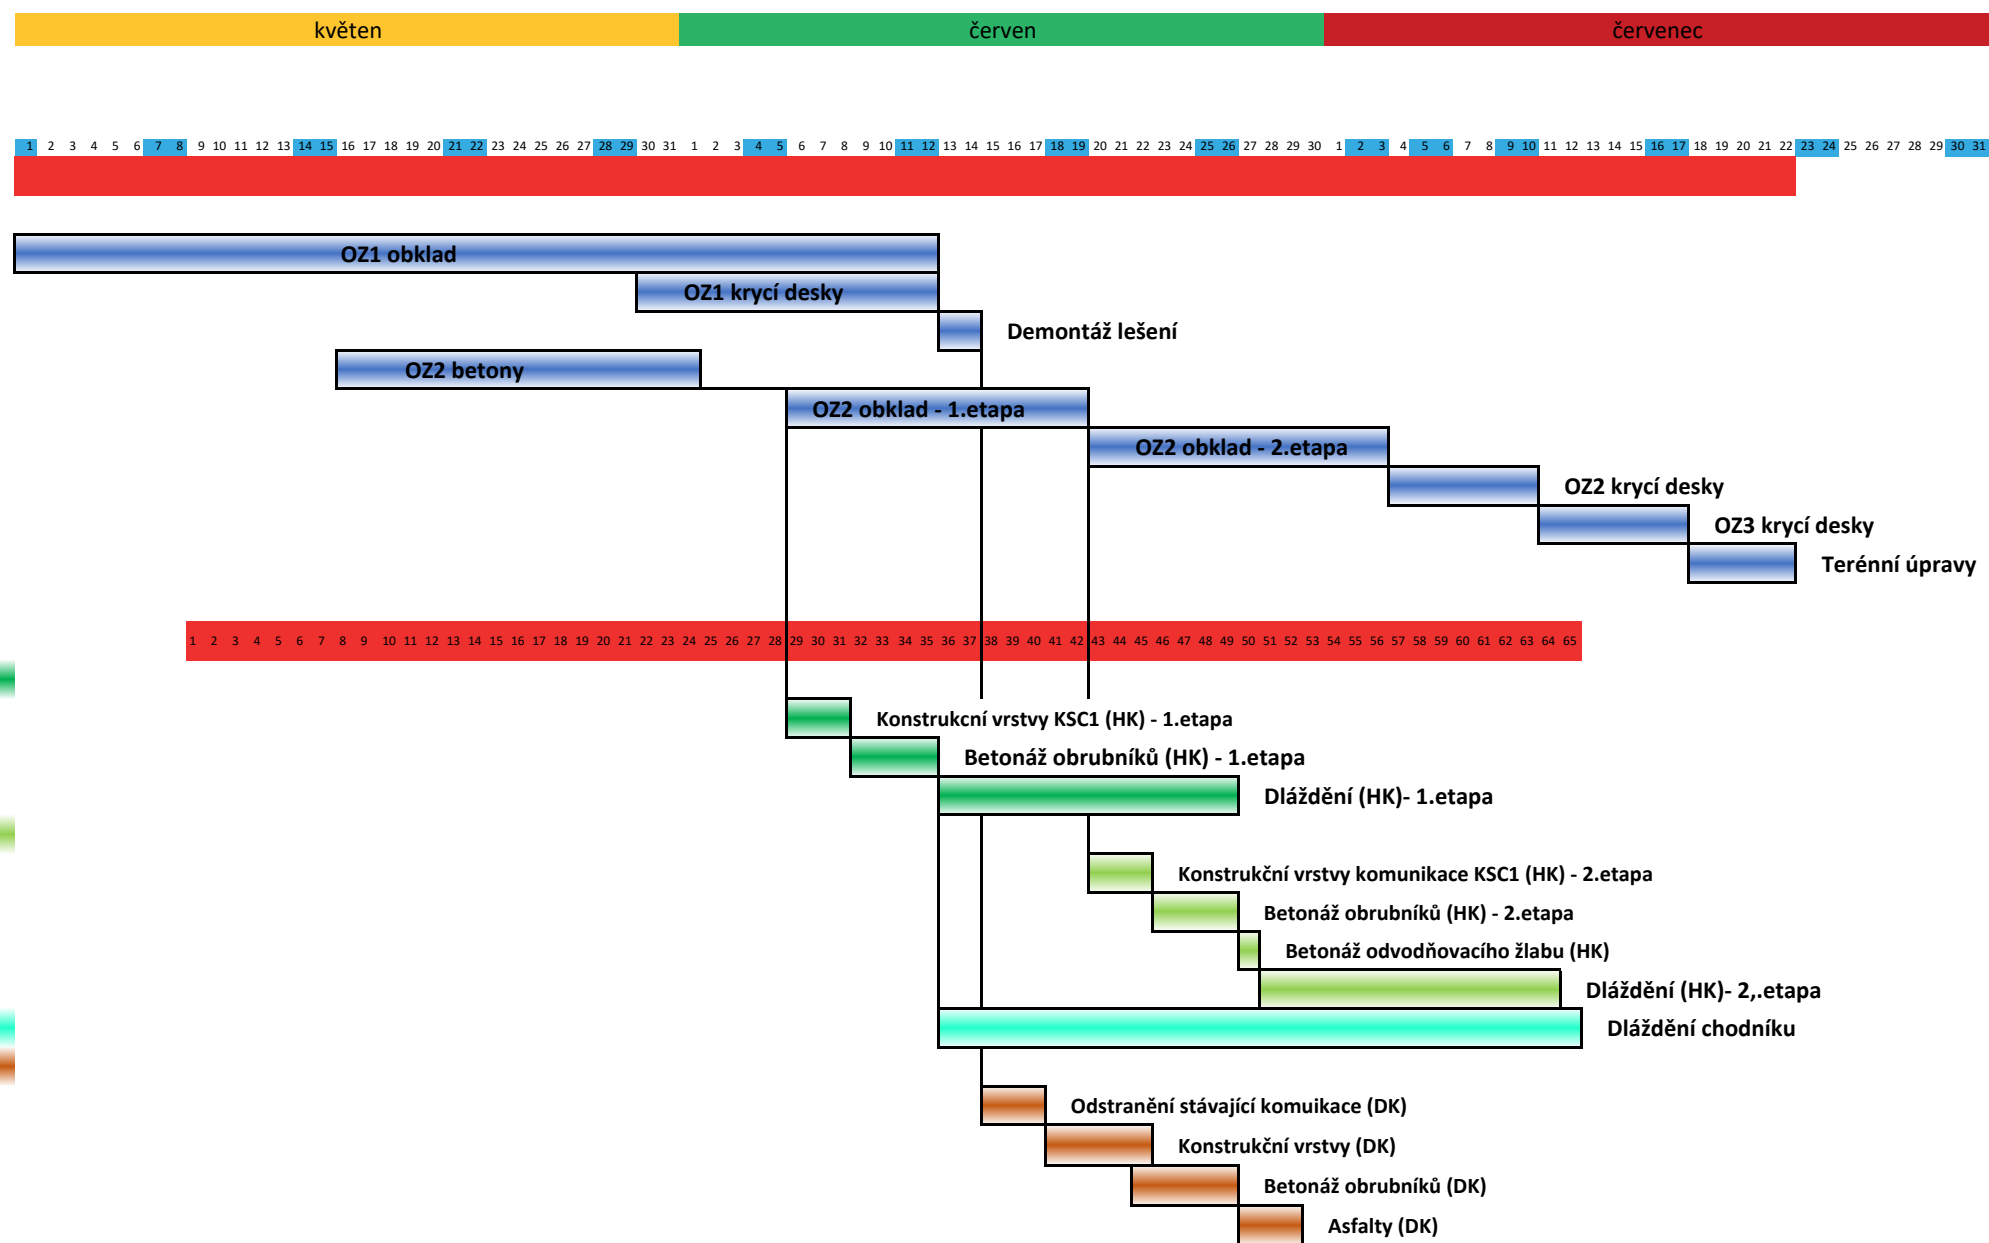 květen červen červenec
1 2 3 4 5 6 7 8 9 10 11 12 13 14 15 16 17 18 19 20 21 22 23 24 25 26 27 28 29 30 31 1 2 3 4 5 6 7 8 9 10 11 12 13 14 15 16 17 18 19 20 21 22 23 24 25 26 27 28 29 30 1 2 3 4 5 6 7 8 9 10 11 12 13 14 15 16 17 18 19 20 21 22 23 24 25 26 27 28 29 30 31
OZ1 obklad
OZ1 krycí desky
Demontáž lešení
OZ2 betony
OZ2 obklad - 1.etapa
OZ2 obklad - 2.etapa
OZ2 krycí desky
OZ3 krycí desky
Terénní úpravy
1 2 3 4 5 6 7 8 9 10 11 12 13 14 15 16 17 18 19 20 21 22 23 24 25 26 27 28 29 30 31 32 33 34 35 36 37 38 39 40 41 42 43 44 45 46 47 48 49 50 51 52 53 54 55 56 57 58 59 60 61 62 63 64 65
Konstrukcní vrstvy KSC1 (HK) - 1.etapa
Betonáž obrubníků (HK) - 1.etapa
Dláždění (HK)- 1.etapa
Konstrukční vrstvy komunikace KSC1 (HK) - 2.etapa
Betonáž obrubníků (HK) - 2.etapa
Betonáž odvodňovacího žlabu (HK)
Dláždění (HK)- 2,.etapa
Dláždění chodníku
Odstranění stávající komuikace (DK)
Konstrukční vrstvy (DK)
Betonáž obrubníků (DK)
Asfalty (DK)